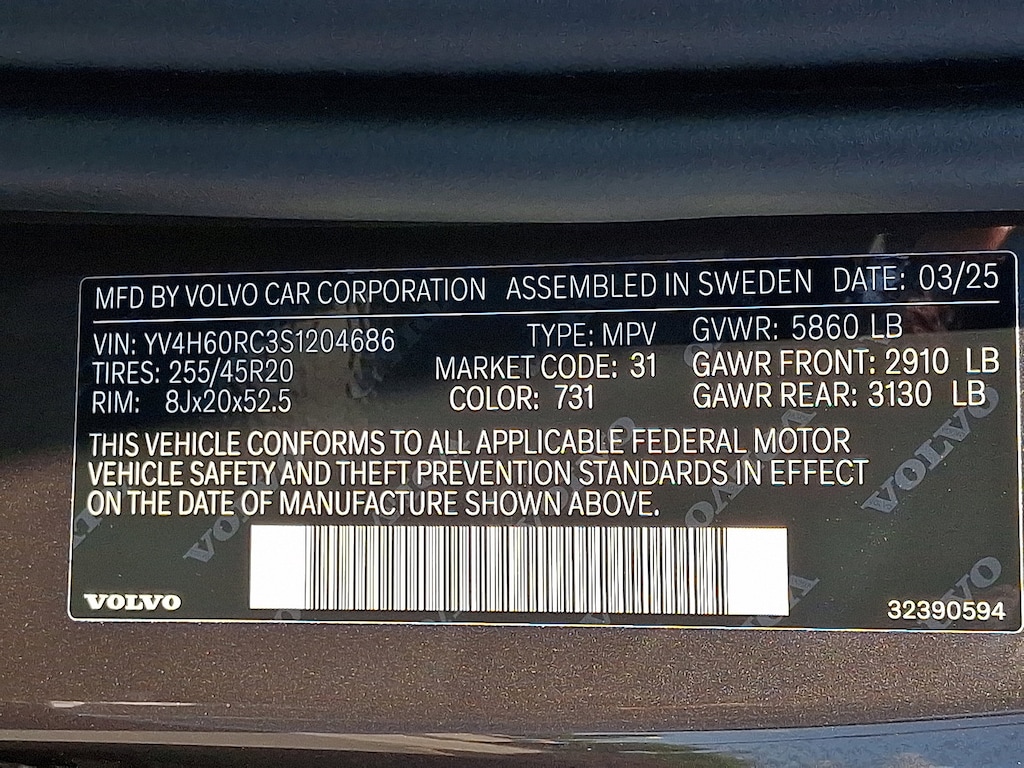 MFD BY VOLVO CAR CORPORATION ASSEMBLED IN SWEDEN DATE: 03/25
VIN: YV4H60RC3S1204686 TYPE: MPV GVWR: 5860 LB
TIRES: 255/45R20 MARKET CODE: 31 GAWR FRONT: 2910 LB
RIM: 8Jx20x52.5 COLOR: 731 GAWR REAR: 3130 LB
THIS VEHICLE CONFORMS TO ALL APPLICABLE FEDERAL MOTOR
VEHICLE SAFETY AND THEFT PREVENTION STANDARDS IN EFFECT
ON THE DATE OF MANUFACTURE SHOWN ABOVE.
VOLVO 32390594